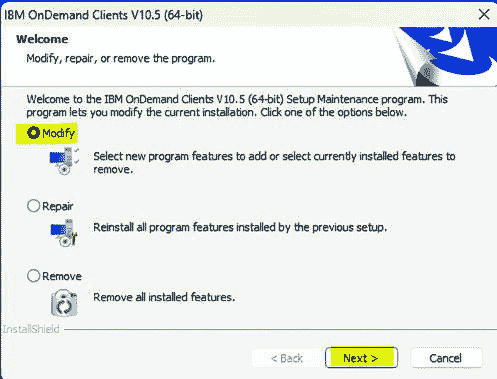 IBM OnDemand Clients V10.5 (64-bit)
Welcome
Modify, repair, or remove the program.
Welcome to the IBM OnDemand Clients V10.5 (64-bit) Setup Maintenance program. This
program lets you modify the current installation. Click one of the options below.
Modify
Select new program features to add or select currently installed features to
remove.
Repair
Reinstall all program features installed by the previous setup.
Remove
Remove all installed features.
InstallShield
< Back Next > Cancel